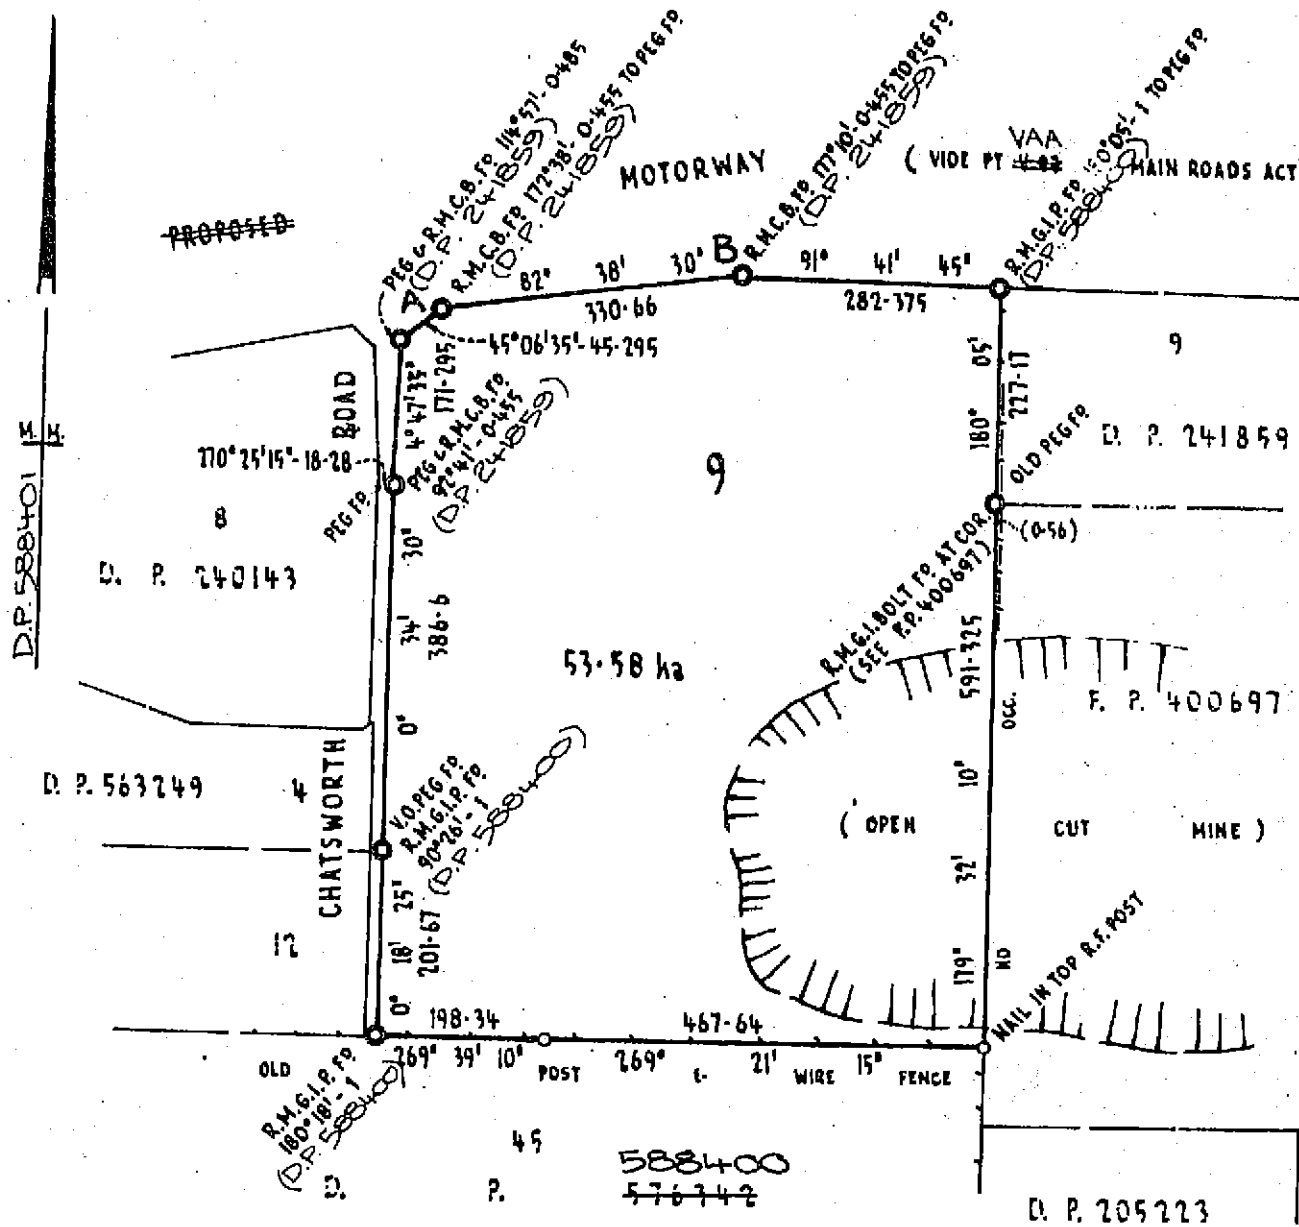 PEG & R.M.C.B. FD. 114°57'- 0·485
(D.P. 241859)
R.M.C.B. FD. 172°38'- 0·455 TO PEG FD.
(D.P. 241859)
R.M.C.B. FD. 177°10'- 0·455 TO PEG FD.
(D.P. 241859)
R.M.G.I.P. FD. 0°05'- 1 TO PEG FD.
(D.P. 588400)
PROPOSED
MOTORWAY
( VIDE PT
VAA
MAIN ROADS ACT
A
B
82° 38' 30"
330·66
91° 41' 45"
282·375
45°06'35"-45·295
4°47'35"
171·295
PEG & R.M.C.B. FD.
92°41'- 0·455
(D.P. 241859)
270°25'15"-18·28
PEG FD.
ROAD
M. M.
D.P. 588401
8
D. P. 240143
9
53·58 ha
180° 05'
227·17
9
D. P. 241859
OLD PEG FD.
(0·56)
R.M.G.I. BOLT FD. AT COR.
(SEE F.P. 400697)
0° 34' 30"
386·6
591·325
OCC.
F. P. 400697
D. P. 563249
4
CHATSWORTH
V.O. PEG FD.
R.M.G.I.P. FD.
90°26'- 1
(D.P. 588400)
( OPEN CUT MINE )
179° 32' 10"
NO
NAIL IN TOP R.F. POST
12
0° 18' 25"
201·67
198·34
467·64
269° 39' 10"
269° 21' 15"
OLD POST & WIRE FENCE
R.M.G.I.P. FD.
180°18'- 1
(D.P. 588400)
45
588400
D. P. 576342
D. P. 205223